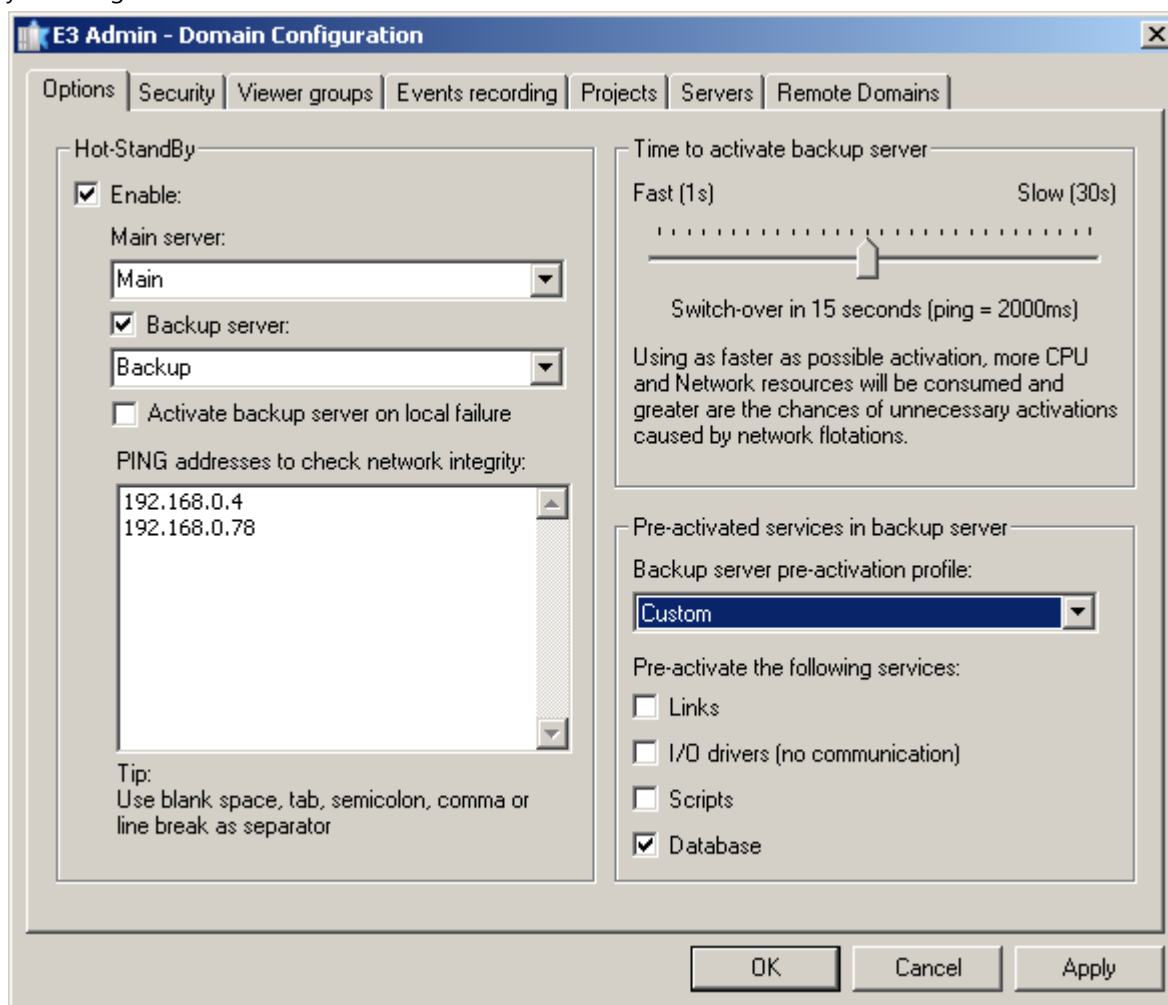 E3 Admin - Domain Configuration
Options Security Viewer groups Events recording Projects Servers Remote Domains
Hot-StandBy
Enable:
Main server:
Main
Backup server:
Backup
Activate backup server on local failure
PING addresses to check network integrity:
192.168.0.4
192.168.0.78
Tip:
Use blank space, tab, semicolon, comma or
line break as separator
Time to activate backup server
Fast (1s) Slow (30s)
Switch-over in 15 seconds (ping = 2000ms)
Using as faster as possible activation, more CPU
and Network resources will be consumed and
greater are the chances of unnecessary activations
caused by network flotations.
Pre-activated services in backup server
Backup server pre-activation profile:
Custom
Pre-activate the following services:
Links
I/O drivers (no communication)
Scripts
Database
OK Cancel Apply